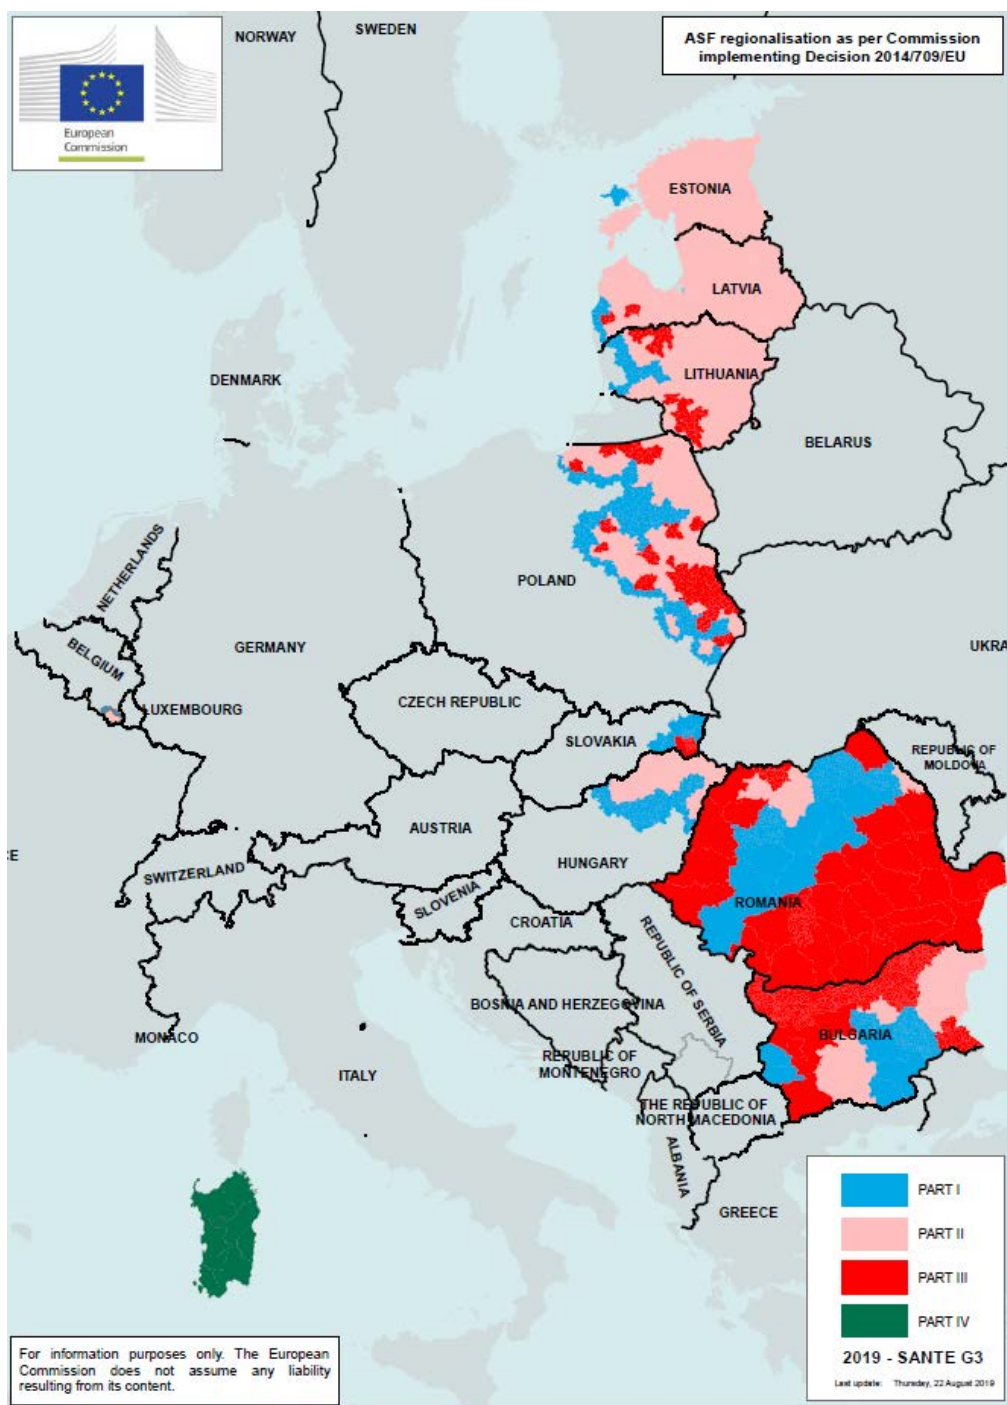 NORWAY
SWEDEN
ASF regionalisation as per Commission
implementing Decision 2014/709/EU
European
Commission
ESTONIA
LATVIA
DENMARK
LITHUANIA
BELARUS
NETHERLANDS
POLAND
BELGIUM
GERMANY
UKRA
LUXEMBOURG
CZECH REPUBLIC
SLOVAKIA
REPUBLIC OF
MOLDOVA
AUSTRIA
CE
HUNGARY
SWITZERLAND
SLOVENIA
ROMANIA
CROATIA
REPUBLIC OF SERBIA
BOSNIA AND HERZEGOVINA
BULGARIA
MONACO
REPUBLIC OF
MONTENEGRO
ITALY
THE REPUBLIC OF
NORTH MACEDONIA
ALBANIA
GREECE
PART I
PART II
PART III
PART IV
2019 - SANTE G3
Last update: Thursday, 22 August 2019
For information purposes only. The European
Commission does not assume any liability
resulting from its content.